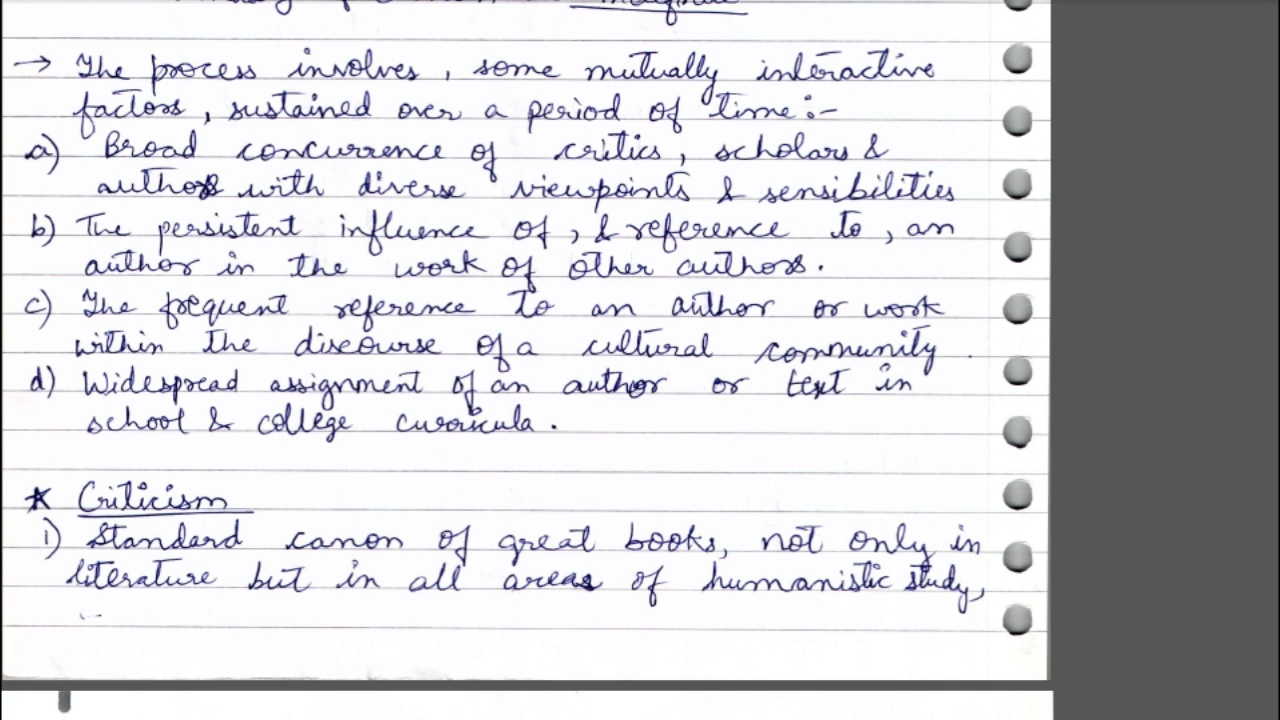 → The process involves, some mutually interactive
factors, sustained over a period of time:-
a) Broad concurrence of critics, scholars &
authors with diverse viewpoints & sensibilities
b) The persistent influence of, & reference to, an
author in the work of other authors.
c) The frequent reference to an author or work
within the discourse of a cultural community.
d) Widespread assignment of an author or text in
school & college curricula.
* Criticism
1) Standard canon of great books, not only in
literature but in all areas of humanistic study,